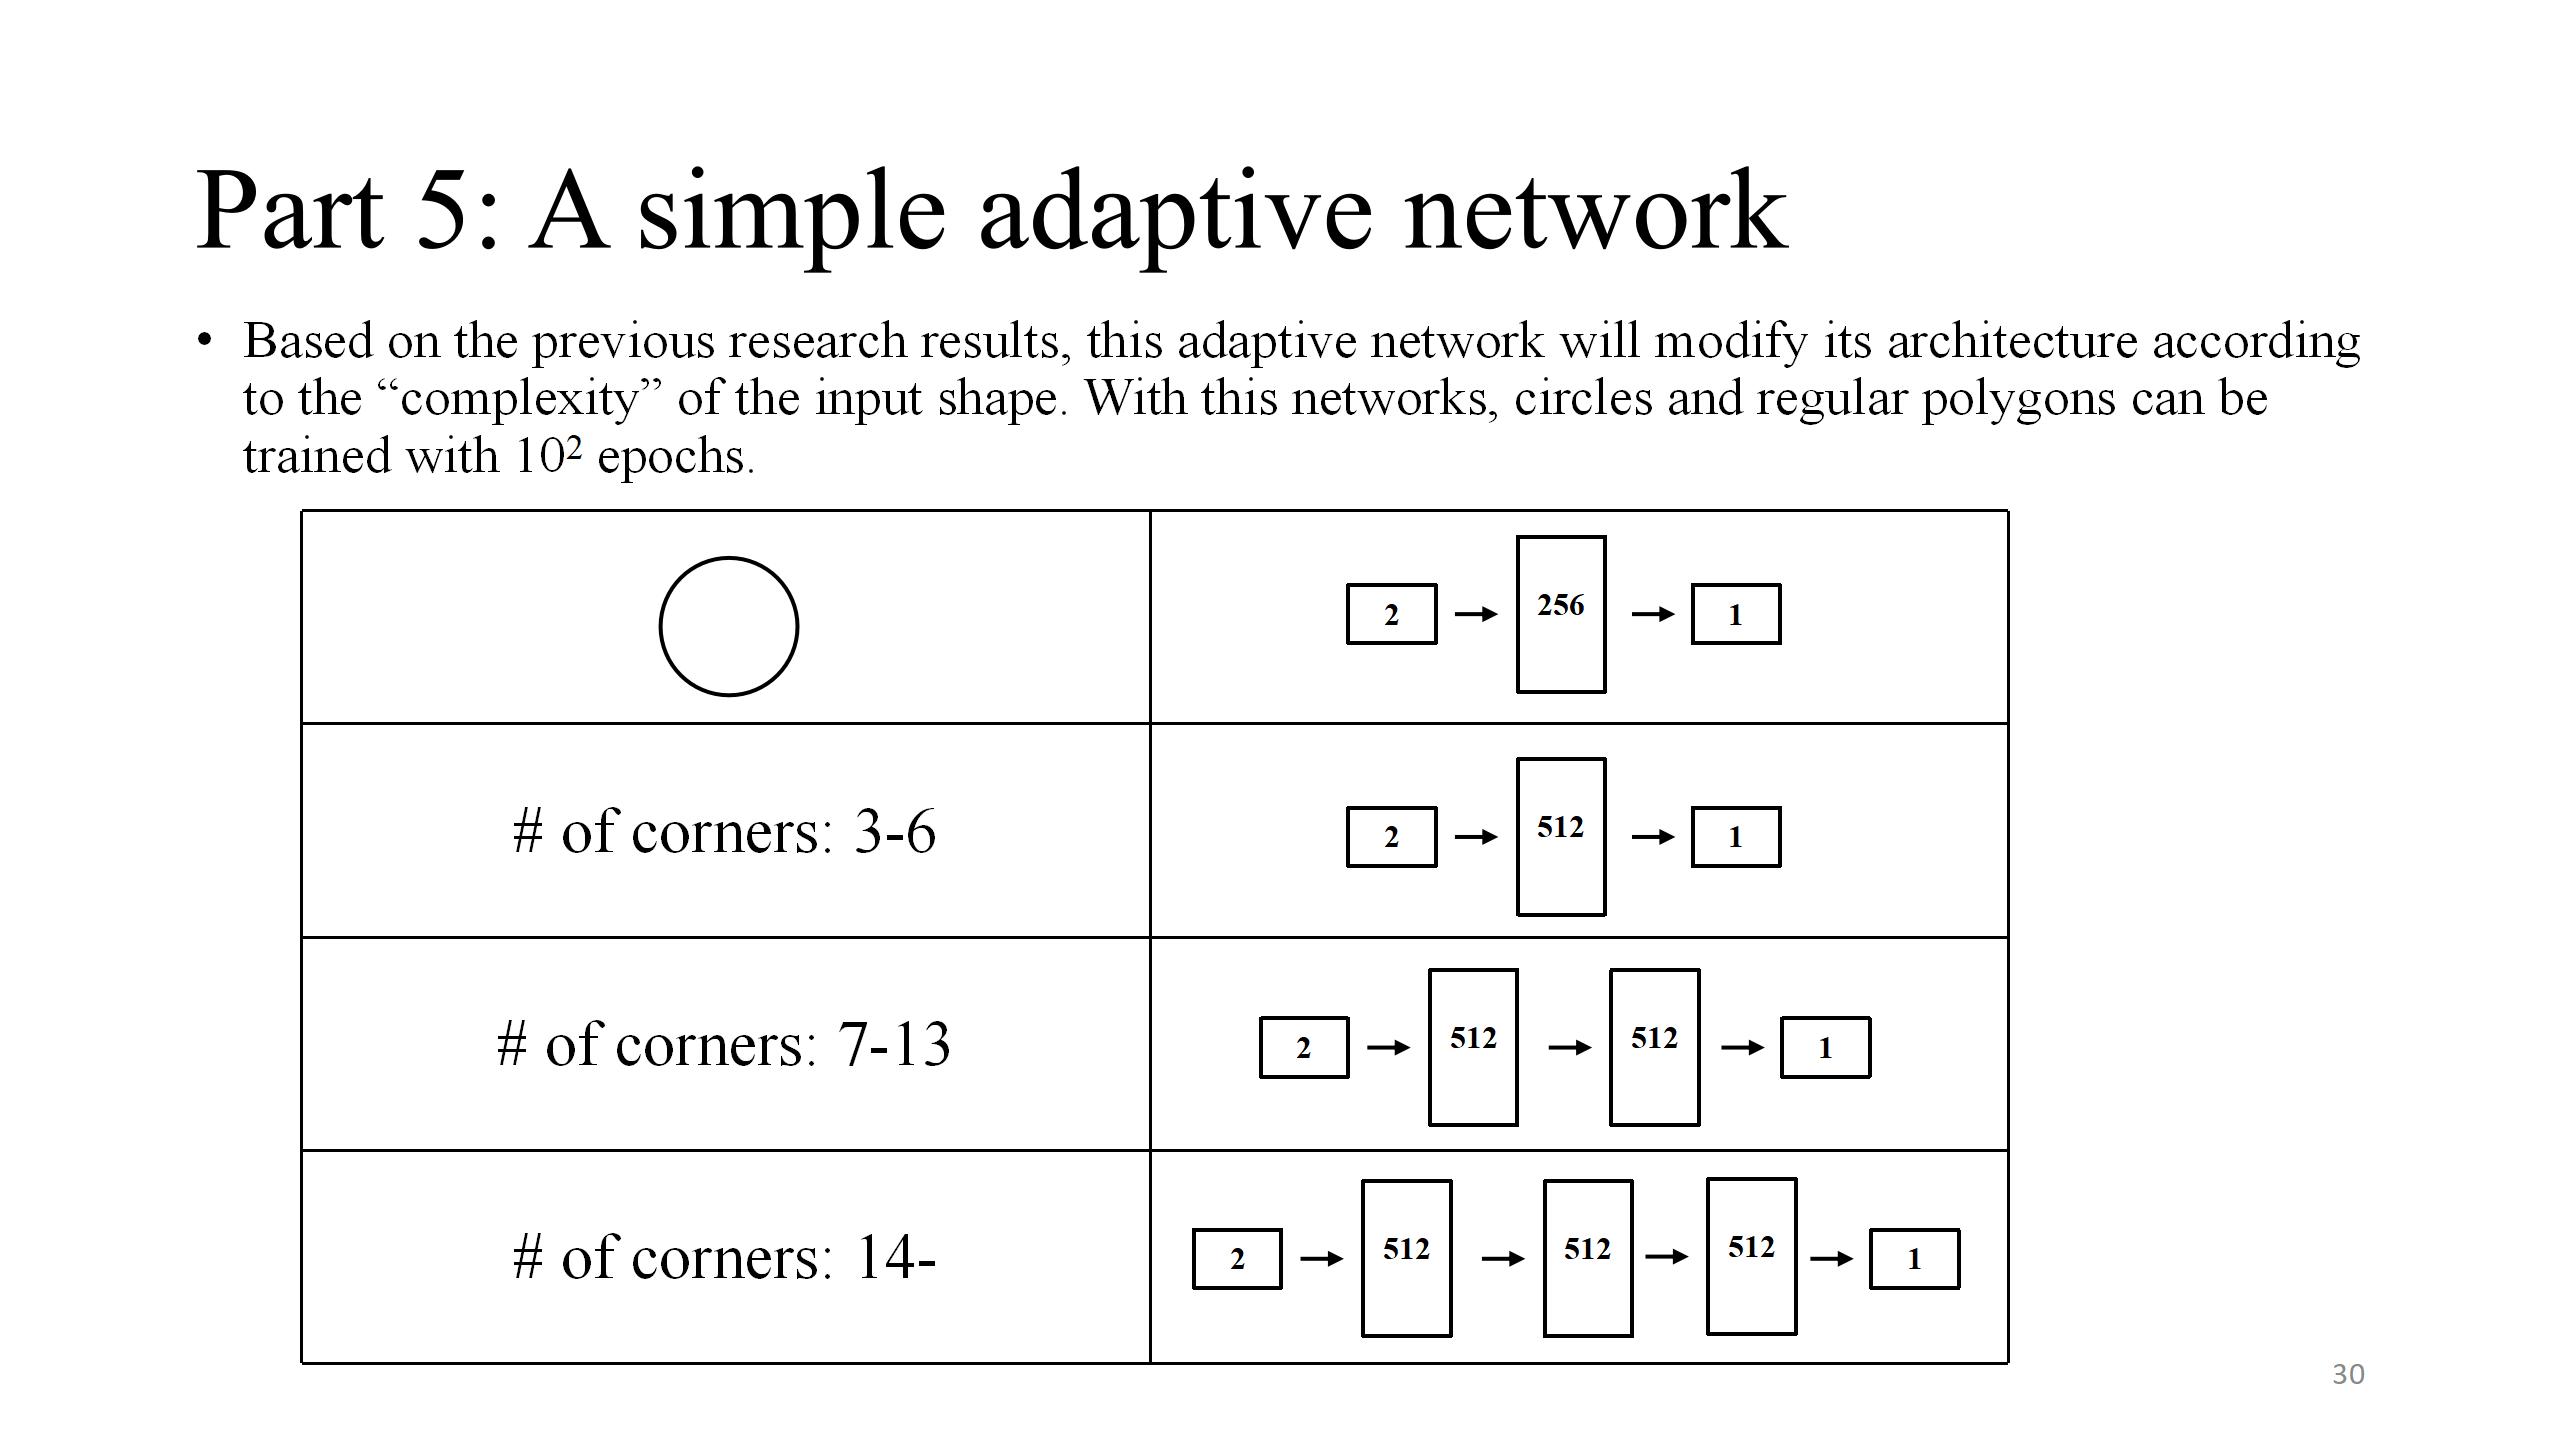 Part 5: A simple adaptive network
• Based on the previous research results, this adaptive network will modify its architecture according
to the “complexity” of the input shape. With this networks, circles and regular polygons can be
trained with 10² epochs.
2 → 256 → 1
# of corners: 3-6
2 → 512 → 1
# of corners: 7-13
2 → 512 → 512 → 1
# of corners: 14-
2 → 512 → 512 → 512 → 1
30